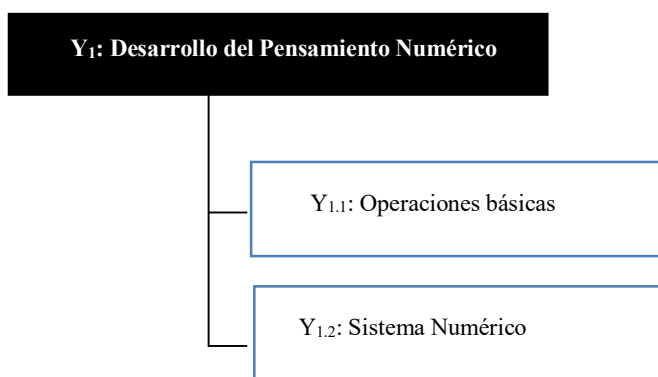 Y₁: Desarrollo del Pensamiento Numérico
Y₁.₁: Operaciones básicas
Y₁.₂: Sistema Numérico